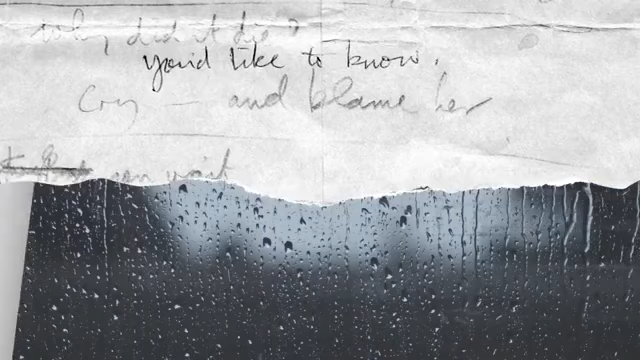 Why did it die?
you'd like to know.
Cry — and blame her
can wait